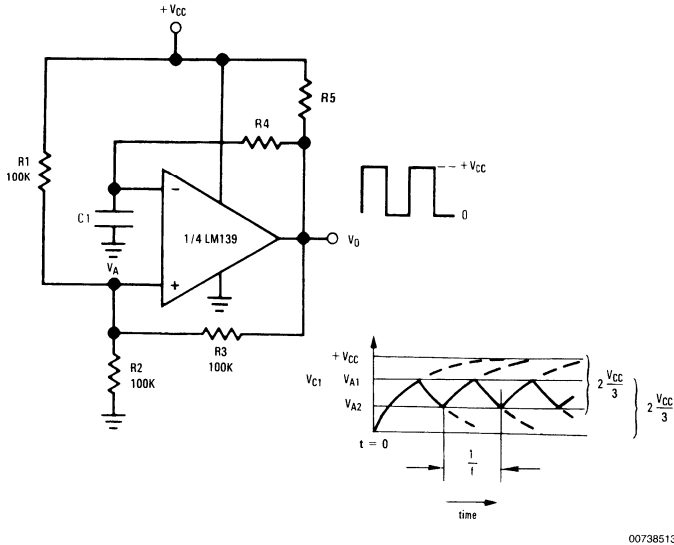 + VCC
R5
R4
R1
100K
C1
−
1/4 LM139
VO
+ VCC
0
VA
+
R3
100K
R2
100K
+ VCC
VC1
VA1
VA2
2 VCC
3
2 VCC
3
t = 0
1
f
time
00738513